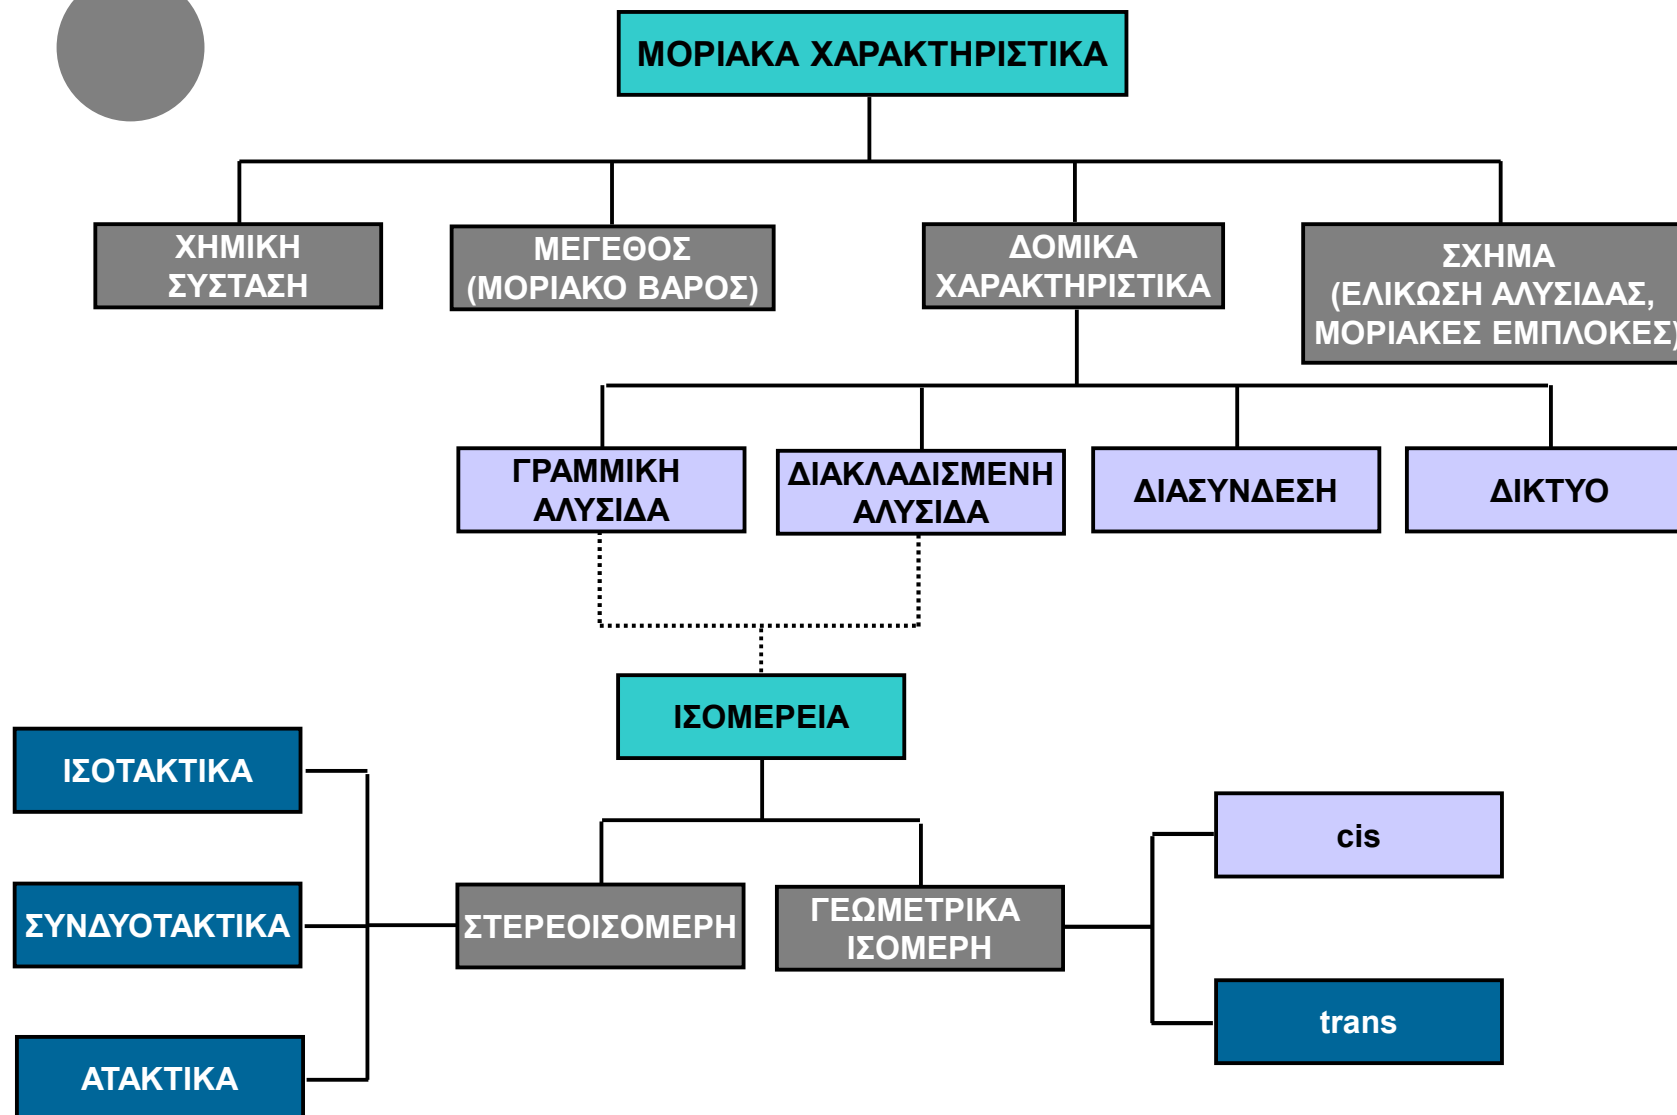 ΜΟΡΙΑΚΑ ΧΑΡΑΚΤΗΡΙΣΤΙΚΑ
ΧΗΜΙΚΗ
ΣΥΣΤΑΣΗ
ΜΕΓΕΘΟΣ
(ΜΟΡΙΑΚΟ ΒΑΡΟΣ)
ΔΟΜΙΚΑ
ΧΑΡΑΚΤΗΡΙΣΤΙΚΑ
ΣΧΗΜΑ
(ΕΛΙΚΩΣΗ ΑΛΥΣΙΔΑΣ,
ΜΟΡΙΑΚΕΣ ΕΜΠΛΟΚΕΣ)
ΓΡΑΜΜΙΚΗ
ΑΛΥΣΙΔΑ
ΔΙΑΚΛΑΔΙΣΜΕΝΗ
ΑΛΥΣΙΔΑ
ΔΙΑΣΥΝΔΕΣΗ
ΔΙΚΤΥΟ
ΙΣΟΜΕΡΕΙΑ
ΙΣΟΤΑΚΤΙΚΑ
ΣΥΝΔΥΟΤΑΚΤΙΚΑ
ΑΤΑΚΤΙΚΑ
ΣΤΕΡΕΟΙΣΟΜΕΡΗ
ΓΕΩΜΕΤΡΙΚΑ
ΙΣΟΜΕΡΗ
cis
trans